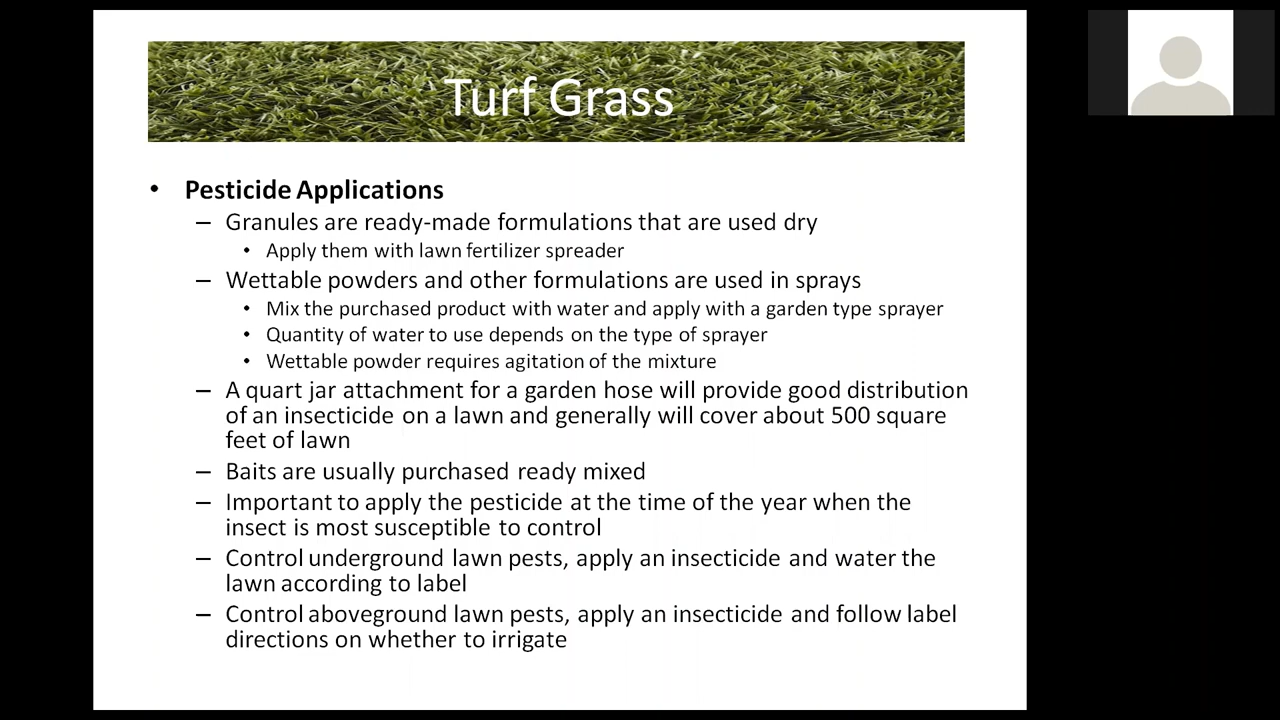 Turf Grass
• Pesticide Applications
– Granules are ready-made formulations that are used dry
• Apply them with lawn fertilizer spreader
– Wettable powders and other formulations are used in sprays
• Mix the purchased product with water and apply with a garden type sprayer
• Quantity of water to use depends on the type of sprayer
• Wettable powder requires agitation of the mixture
– A quart jar attachment for a garden hose will provide good distribution
of an insecticide on a lawn and generally will cover about 500 square
feet of lawn
– Baits are usually purchased ready mixed
– Important to apply the pesticide at the time of the year when the
insect is most susceptible to control
– Control underground lawn pests, apply an insecticide and water the
lawn according to label
– Control aboveground lawn pests, apply an insecticide and follow label
directions on whether to irrigate